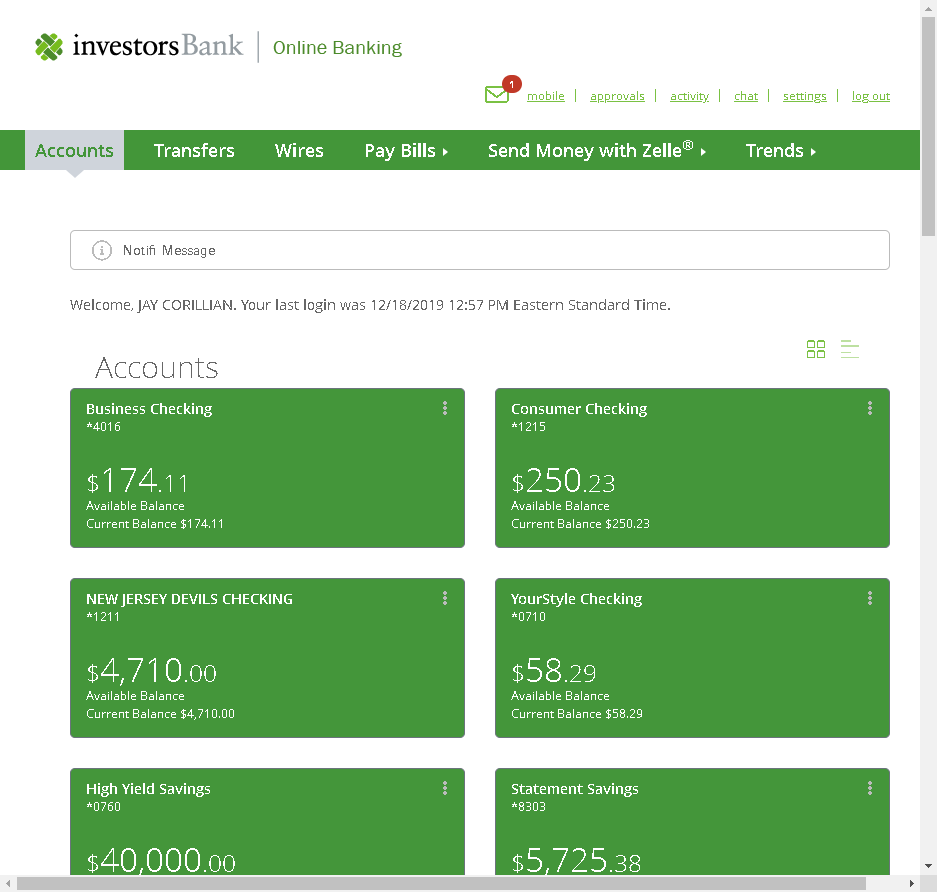 investorsBank | Online Banking
1
mobile | approvals | activity | chat | settings | log out
Accounts Transfers Wires Pay Bills Send Money with Zelle® Trends
Notifi Message
Welcome, JAY CORILLIAN. Your last login was 12/18/2019 12:57 PM Eastern Standard Time.
Accounts
Business Checking
*4016
$174.11
Available Balance
Current Balance $174.11
Consumer Checking
*1215
$250.23
Available Balance
Current Balance $250.23
NEW JERSEY DEVILS CHECKING
*1211
$4,710.00
Available Balance
Current Balance $4,710.00
YourStyle Checking
*0710
$58.29
Available Balance
Current Balance $58.29
High Yield Savings
*0760
$40,000.00
Statement Savings
*8303
$5,725.38